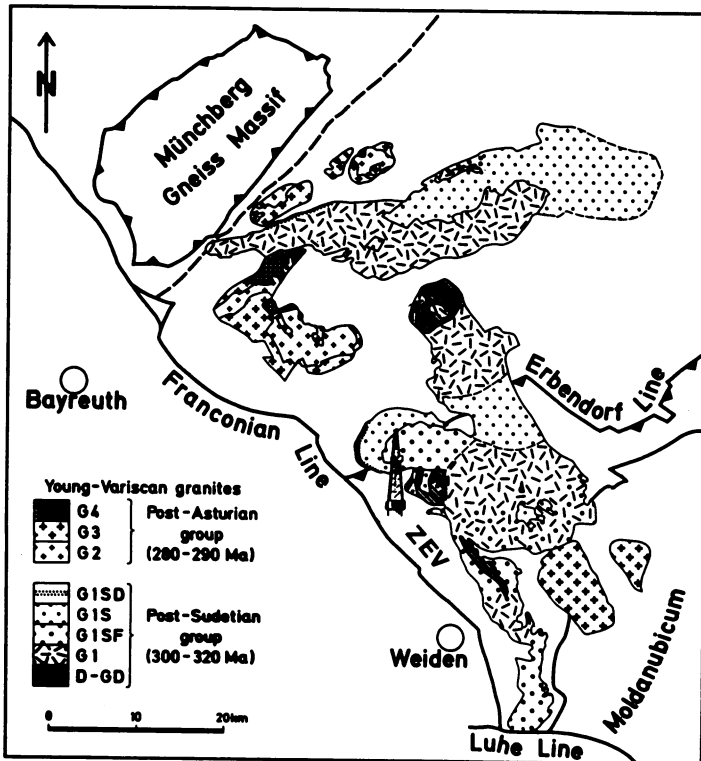 N
Münchberg
Gneiss Massif
Bayreuth
Franconian
Line
Erbendorf Line
Young-Variscan granites
G4
G3
G2
Post-Asturian
group
(280-290 Ma)
G1SD
G1S
G1SF
G1
D-GD
Post-Sudetian
group
(300-320 Ma)
0 10 20km
ZEV
Weiden
Moldanubicum
Luhe Line